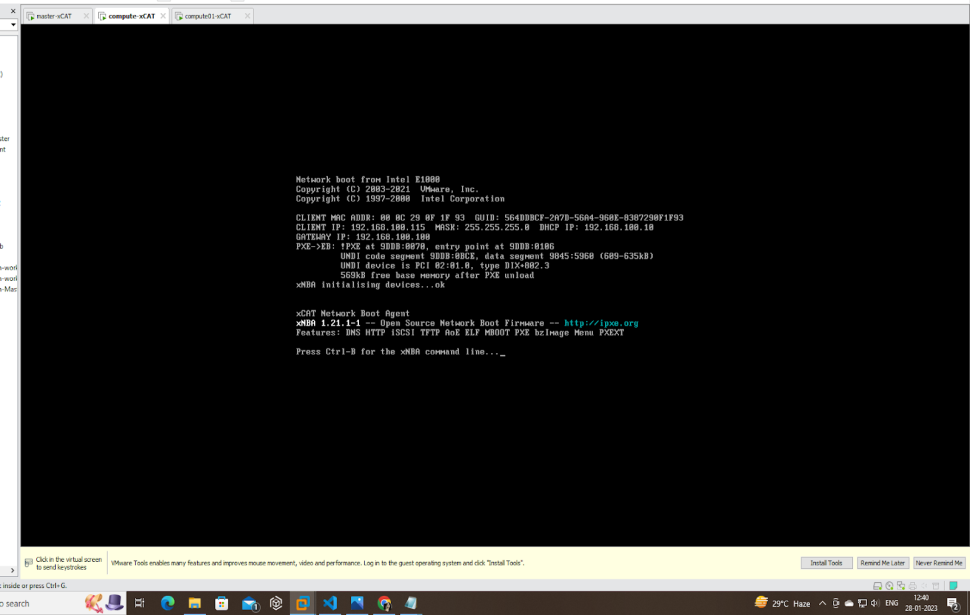 master-xCAT
compute-xCAT
compute01-xCAT
Network boot from Intel E1000
Copyright (C) 2003-2021 VMware, Inc.
Copyright (C) 1997-2000 Intel Corporation
CLIENT MAC ADDR: 00 0C 29 0F 1F 93 GUID: 564DDBCF-2A7D-56A4-960E-8387290F1F93
CLIENT IP: 192.168.100.115 MASK: 255.255.255.0 DHCP IP: 192.168.100.10
GATEWAY IP: 192.168.100.100
PXE->EB: !PXE at 9DDB:0070, entry point at 9DDB:0106
UNDI code segment 9DDB:0BCE, data segment 9845:5960 (609-635kB)
UNDI device is PCI 02:01.0, type DIX+802.3
569kB free base memory after PXE unload
xNBA initialising devices...ok
xCAT Network Boot Agent
xNBA 1.21.1-1 -- Open Source Network Boot Firmware -- http://ipxe.org
Features: DNS HTTP iSCSI TFTP AoE ELF MBOOT PXE bzImage Menu PXEXT
Press Ctrl-B for the xNBA command line..._
Click in the virtual screen
to send keystrokes
VMware Tools enables many features and improves mouse movement, video and performance. Log in to the guest operating system and click "Install Tools".
Install Tools
Remind Me Later
Never Remind Me
inside or press Ctrl+G.
search
29°C Haze
ENG
12:40
28-01-2023